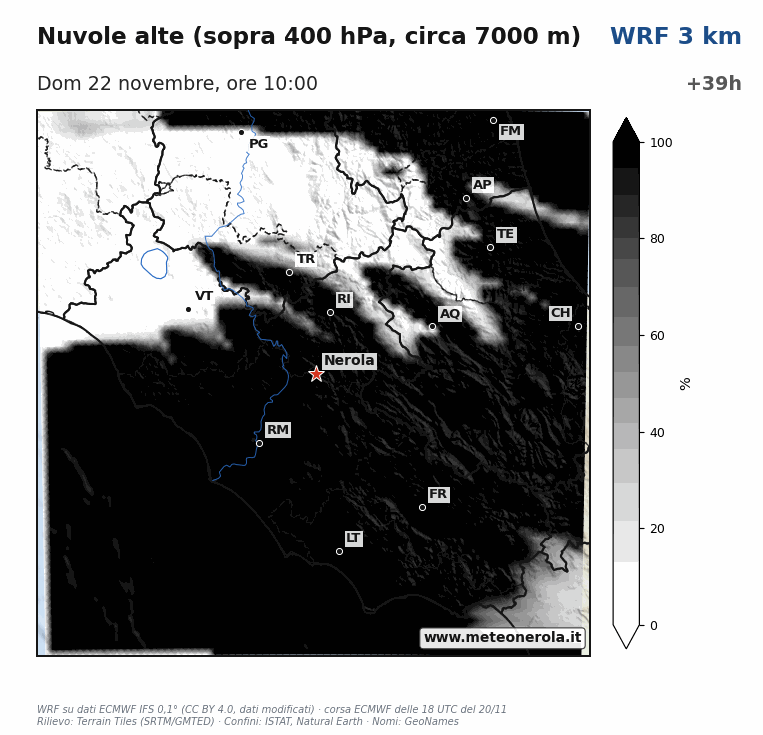 Nuvole alte (sopra 400 hPa, circa 7000 m) WRF 3 km
Dom 22 novembre, ore 10:00 +39h
FM
PG
AP
TE
TR
VT
RI
AQ
CH
Nerola
RM
FR
LT
www.meteonerola.it
100
80
60
40
20
0
%
WRF su dati ECMWF IFS 0,1° (CC BY 4.0, dati modificati) · corsa ECMWF delle 18 UTC del 20/11
Rilievo: Terrain Tiles (SRTM/GMTED) · Confini: ISTAT, Natural Earth · Nomi: GeoNames